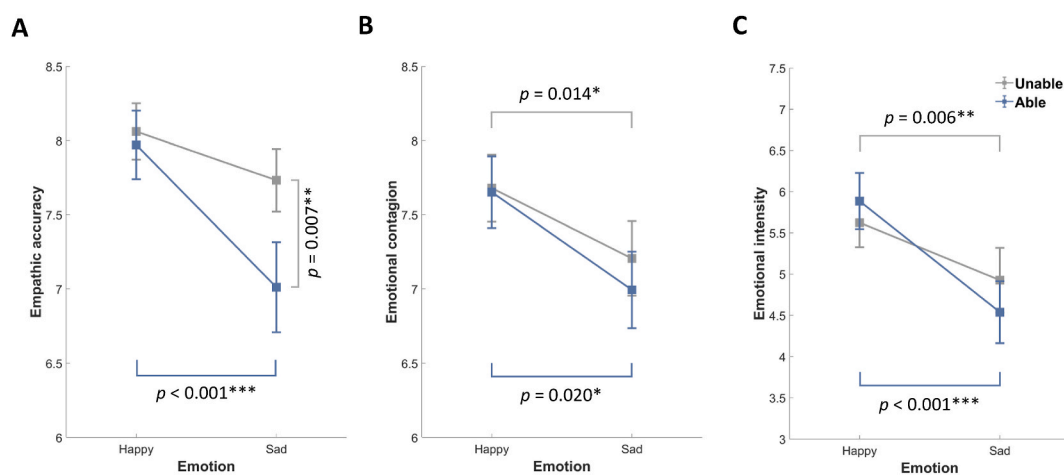 A
Empathic accuracy
8.5
8
7.5
7
6.5
6
p = 0.007**
p < 0.001***
Happy
Sad
Emotion
B
Emotional contagion
8.5
8
7.5
7
6.5
6
p = 0.014*
p = 0.020*
Happy
Sad
Emotion
C
Emotional intensity
7.5
7
6.5
6
5.5
5
4.5
4
3.5
3
Unable
Able
p = 0.006**
p < 0.001***
Happy
Sad
Emotion